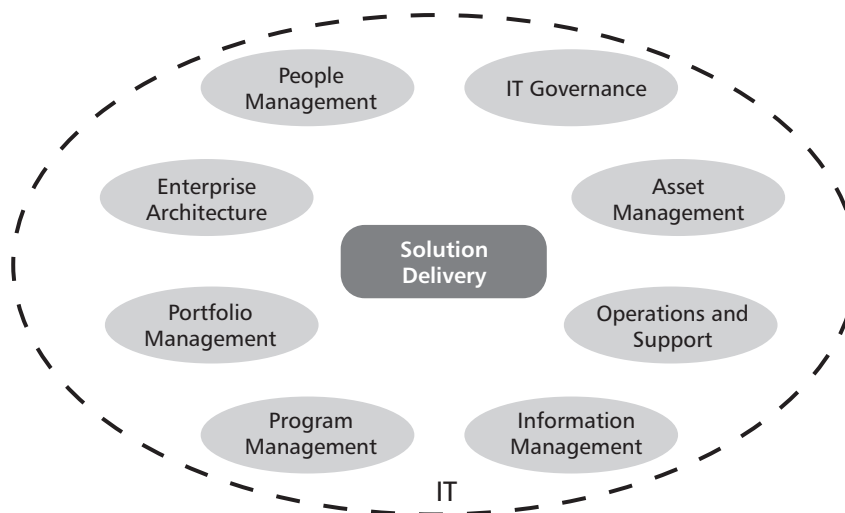 People
Management
IT Governance
Enterprise
Architecture
Asset
Management
Solution
Delivery
Portfolio
Management
Operations and
Support
Program
Management
Information
Management
IT